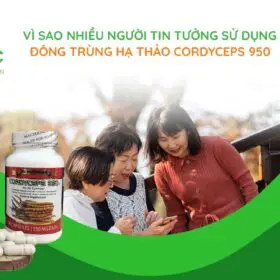 C
VÌ SAO NHIỀU NGƯỜI TIN TƯỞNG SỬ DỤNG
ĐÔNG TRÙNG HẠ THẢO CORDYCEPS 950
CORDYCEPS 950